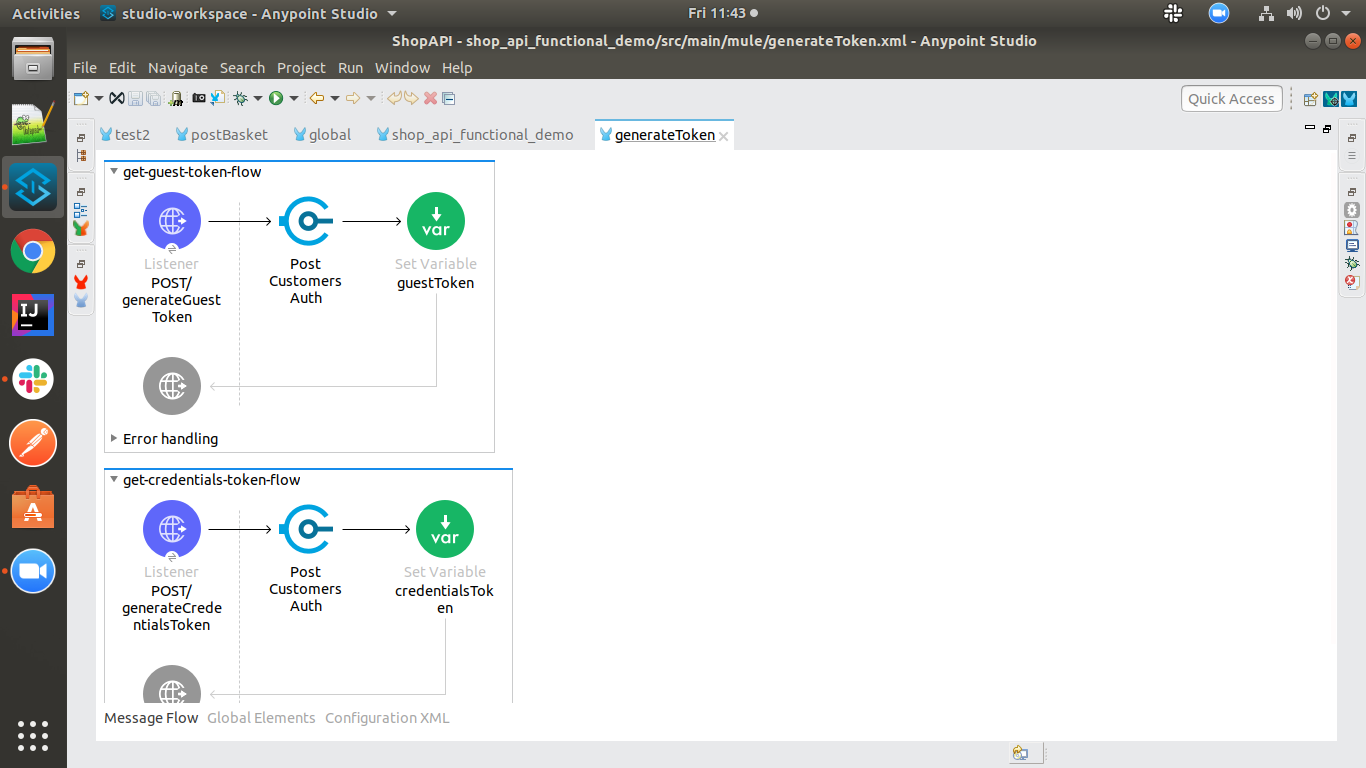 Activities studio-workspace - Anypoint Studio Fri 11:43
ShopAPI - shop_api_functional_demo/src/main/mule/generateToken.xml - Anypoint Studio
File Edit Navigate Search Project Run Window Help
Quick Access
test2 postBasket global shop_api_functional_demo generateToken
get-guest-token-flow
var
Listener
POST/
generateGuest
Token
Post
Customers
Auth
Set Variable
guestToken
Error handling
get-credentials-token-flow
var
Listener
POST/
generateCrede
ntialsToken
Post
Customers
Auth
Set Variable
credentialsTok
en
Message Flow Global Elements Configuration XML